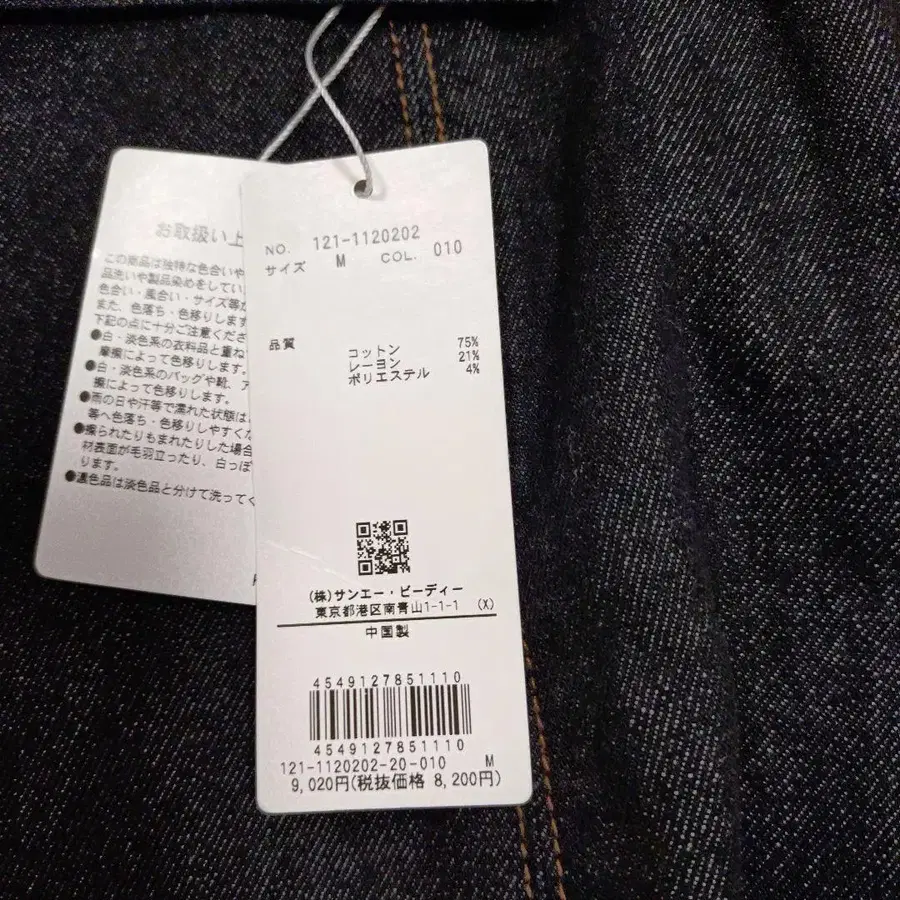 お取扱い上
この商品は独特な色合いや
品洗いや製品染めをしてい
色合い・風合い・サイズ等が
また、色落ち・色移りします
下記の点に十分ご注意くださ
●白・淡色系の衣料品と重ね
摩擦によって色移りします。
●白・淡色系のバッグや靴、ア
擦によって色移りします。
●雨の日や汗等で濡れた状態は
等へ色落ち・色移りしやすくな
●擦られたりもまれたりした場合
材表面が毛羽立ったり、白っぽ
ります。
●濃色品は淡色品と分けて洗ってく
NO. 121-1120202
サイズ M COL. 010
品質 コットン 75%
レーヨン 21%
ポリエステル 4%
(株)サンエー・ビーディー
東京都港区南青山1-1-1 (X)
中国製
4549127851110
4549127851110
121-1120202-20-010 M
9,020円(税抜価格 8,200円)